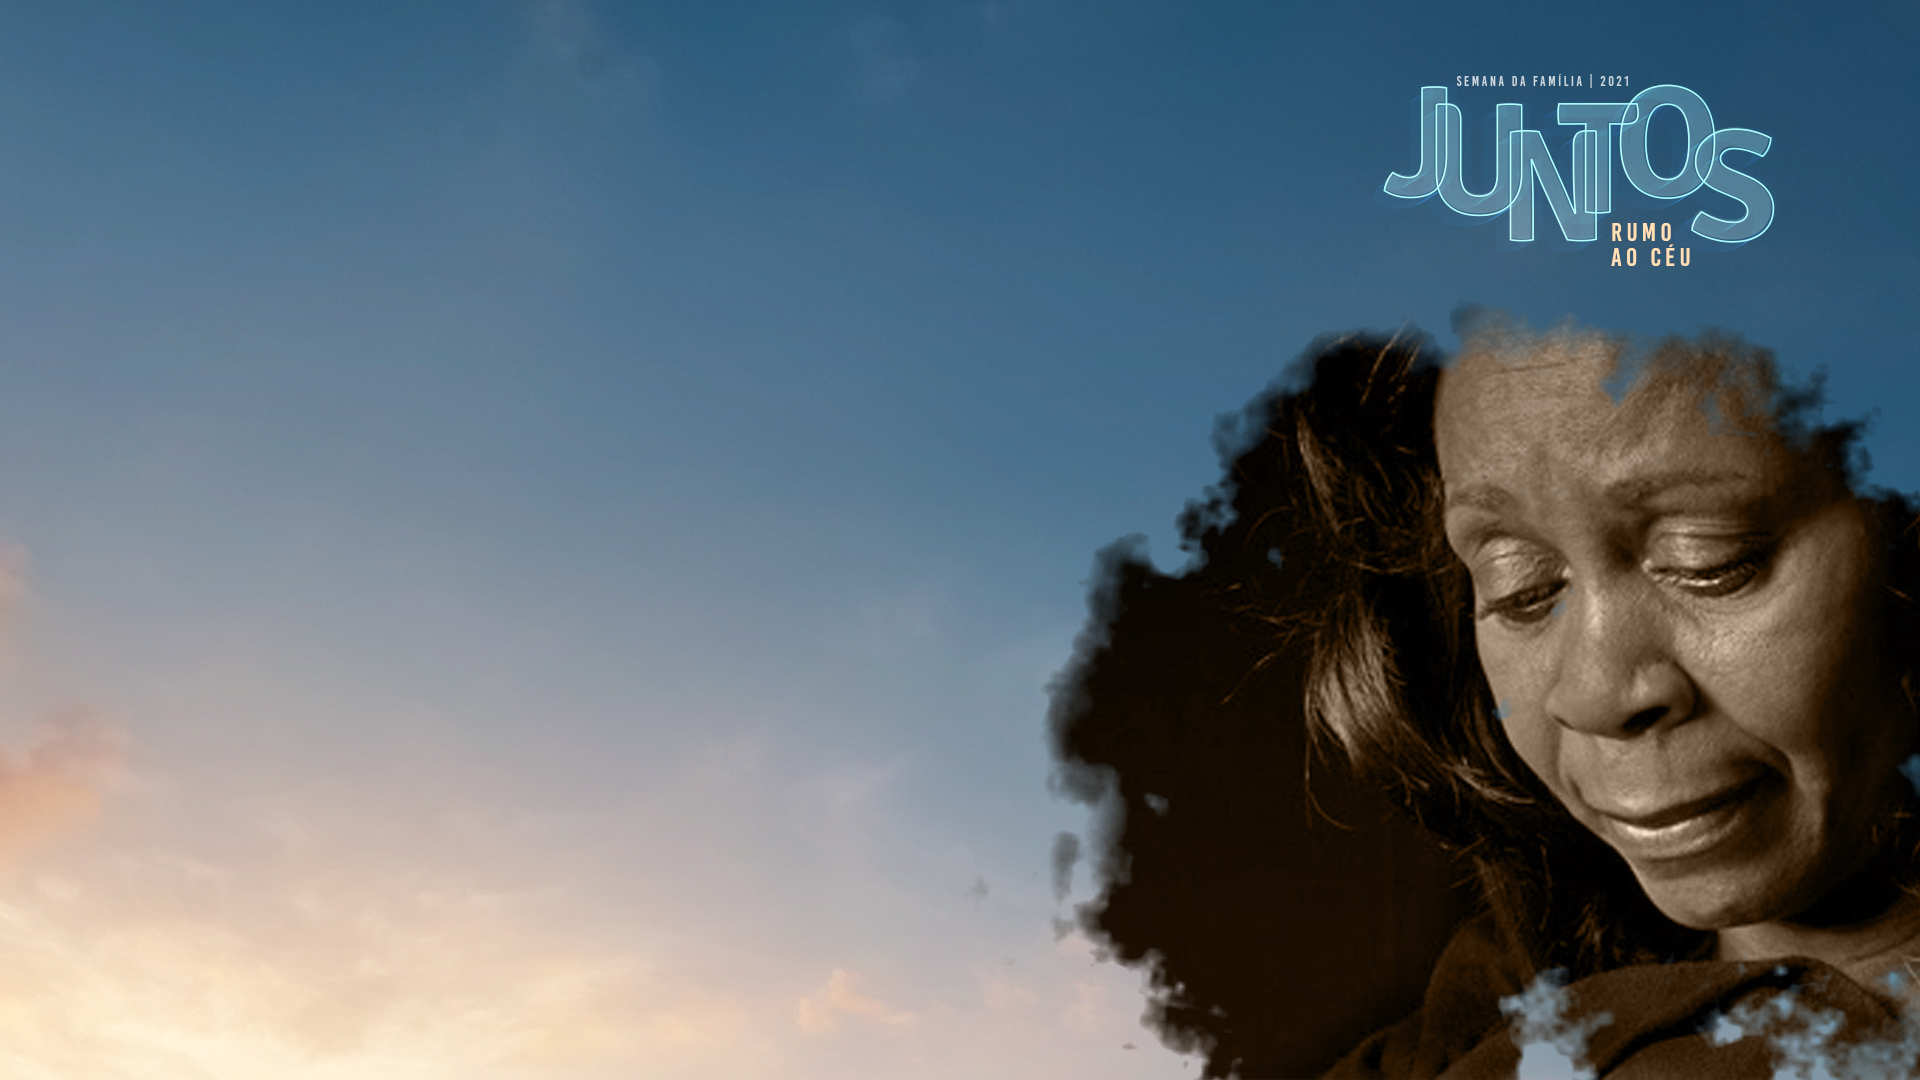 SEMANA DA FAMÍLIA | 2021
JUNTOS
RUMO
AO CÉU